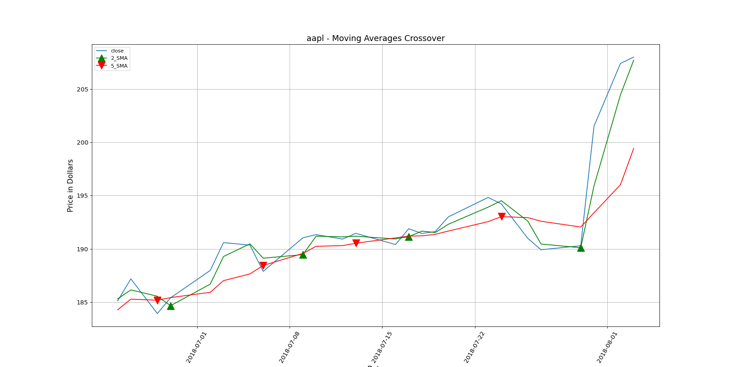 aapl - Moving Averages Crossover
close
2_SMA
5_SMA
Price in Dollars
205
200
195
190
185
2018-07-01
2018-07-08
2018-07-15
2018-07-22
2018-08-01